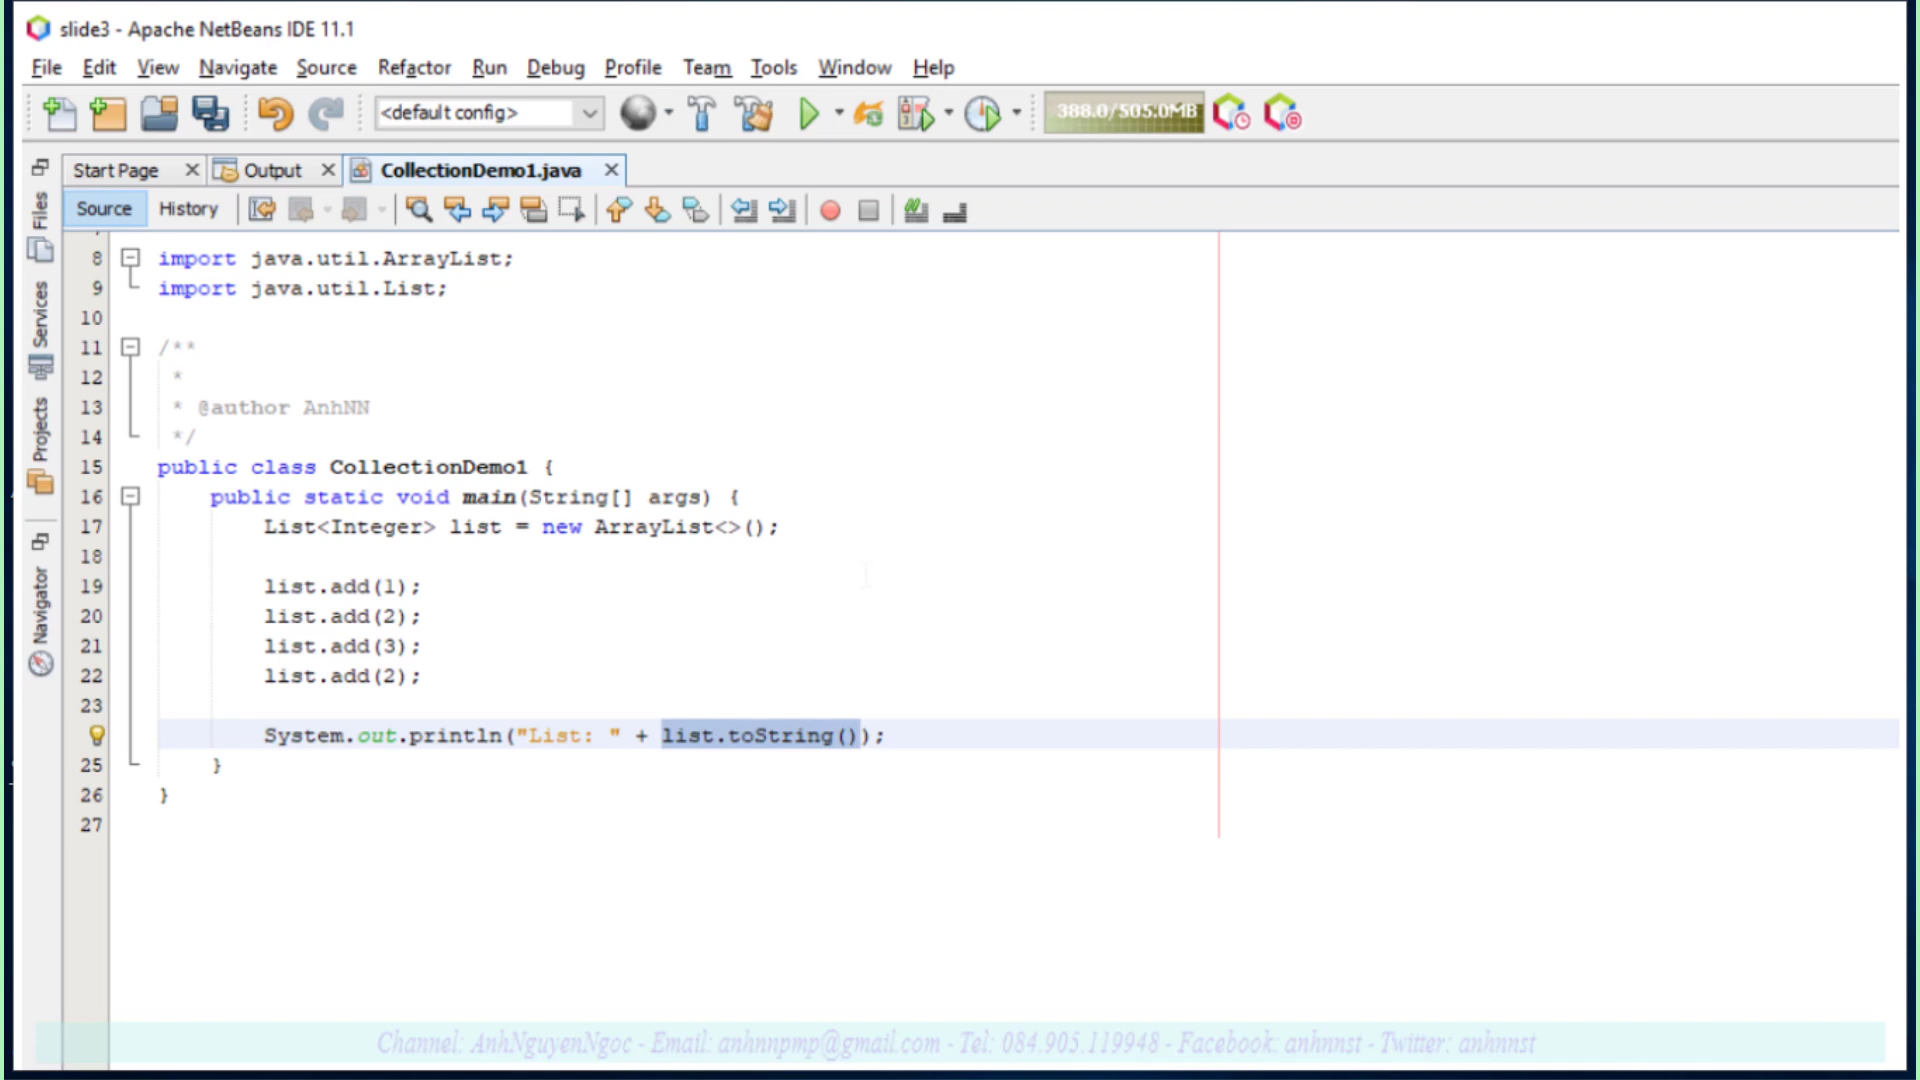 slide3 - Apache NetBeans IDE 11.1
File Edit View Navigate Source Refactor Run Debug Profile Team Tools Window Help
<default config> 388.0/505.0MB
Start Page Output CollectionDemo1.java
Source History
Files
Services
Projects
Navigator
8 import java.util.ArrayList;
9 import java.util.List;
10
11 /**
12 *
13 * @author AnhNN
14 */
15 public class CollectionDemo1 {
16 public static void main(String[] args) {
17 List<Integer> list = new ArrayList<>();
18
19 list.add(1);
20 list.add(2);
21 list.add(3);
22 list.add(2);
23
System.out.println("List: " + list.toString());
25 }
26 }
27
Channel: AnhNguyenNgoc - Email: anhnnpmp@gmail.com - Tel: 084.905.119948 - Facebook: anhnnst - Twitter: anhnnst